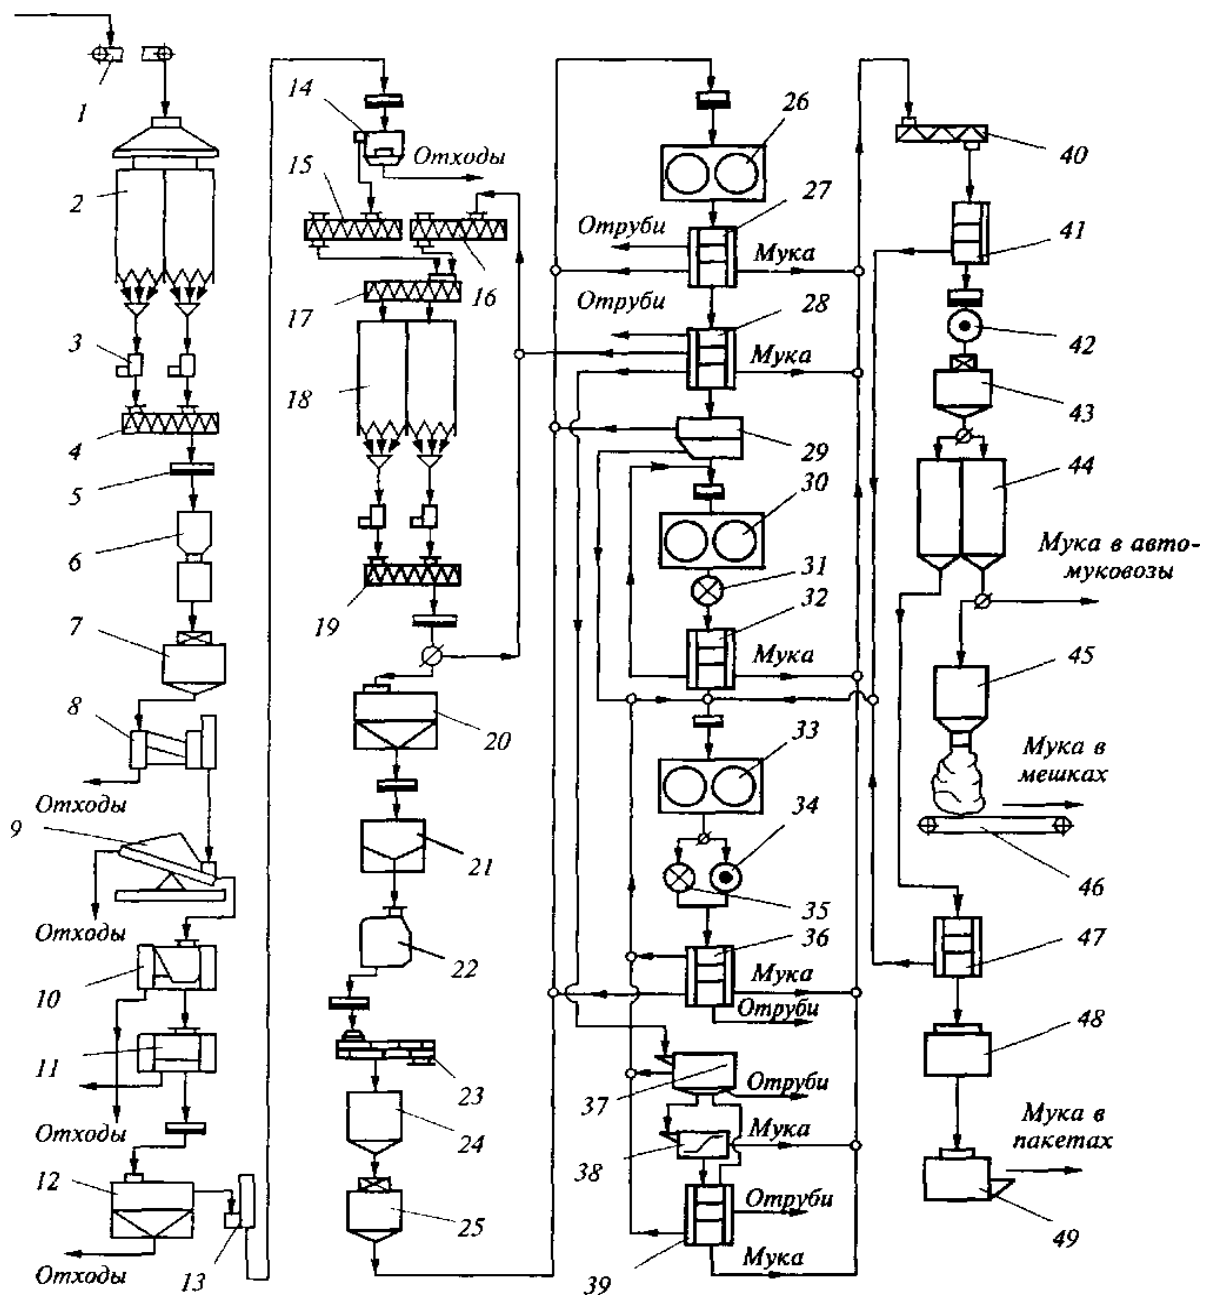 1
2
3
4
5
6
7
8
Отходы
9
Отходы
10
11
Отходы
12
13
Отходы
14
Отходы
15
16
17
18
19
20
21
22
23
24
25
26
27
Отруби
Мука
Отруби
28
Мука
29
30
31
32
Мука
33
34
35
36
Мука
Отруби
37
Отруби
Мука
38
Отруби
39
Мука
40
41
42
43
44
Мука в авто-
муковозы
45
Мука в
мешках
46
47
48
Мука в
пакетах
49